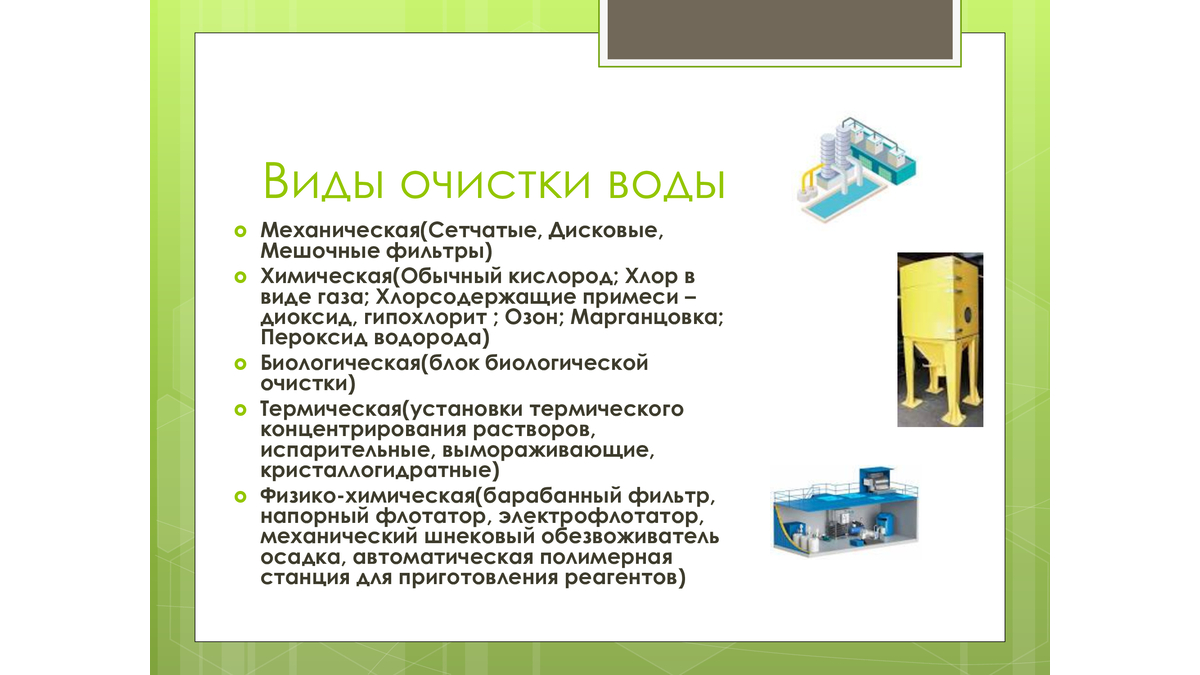 Виды очистки воды
Механическая(Сетчатые, Дисковые,
Мешочные фильтры)
Химическая(Обычный кислород; Хлор в
виде газа; Хлорсодержащие примеси –
диоксид, гипохлорит ; Озон; Марганцовка;
Пероксид водорода)
Биологическая(блок биологической
очистки)
Термическая(установки термического
концентрирования растворов,
испарительные, вымораживающие,
кристаллогидратные)
Физико-химическая(барабанный фильтр,
напорный флотатор, электрофлотатор,
механический шнековый обезвоживатель
осадка, автоматическая полимерная
станция для приготовления реагентов)